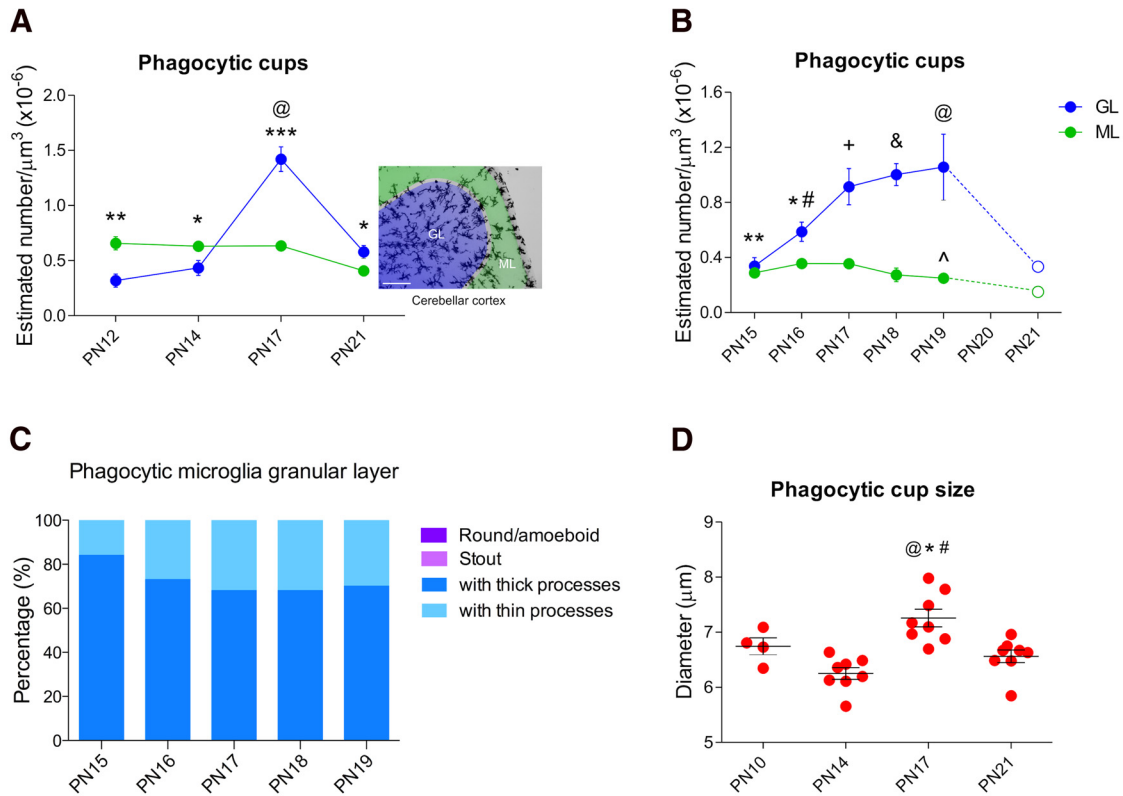 A
Phagocytic cups
Estimated number/μm³ (x10⁻⁶)
2.0
1.5
1.0
0.5
0.0
**
*
@
***
*
PN12
PN14
PN17
PN21
GL
ML
Cerebellar cortex
B
Phagocytic cups
Estimated number/μm³ (x10⁻⁶)
1.6
1.2
0.8
0.4
0.0
**
*#
+
&
@
^
PN15
PN16
PN17
PN18
PN19
PN20
PN21
GL
ML
C
Phagocytic microglia granular layer
Percentage (%)
100
80
60
40
20
0
PN15
PN16
PN17
PN18
PN19
Round/amoeboid
Stout
with thick processes
with thin processes
D
Phagocytic cup size
Diameter (μm)
9
8
7
6
5
@ * #
PN10
PN14
PN17
PN21